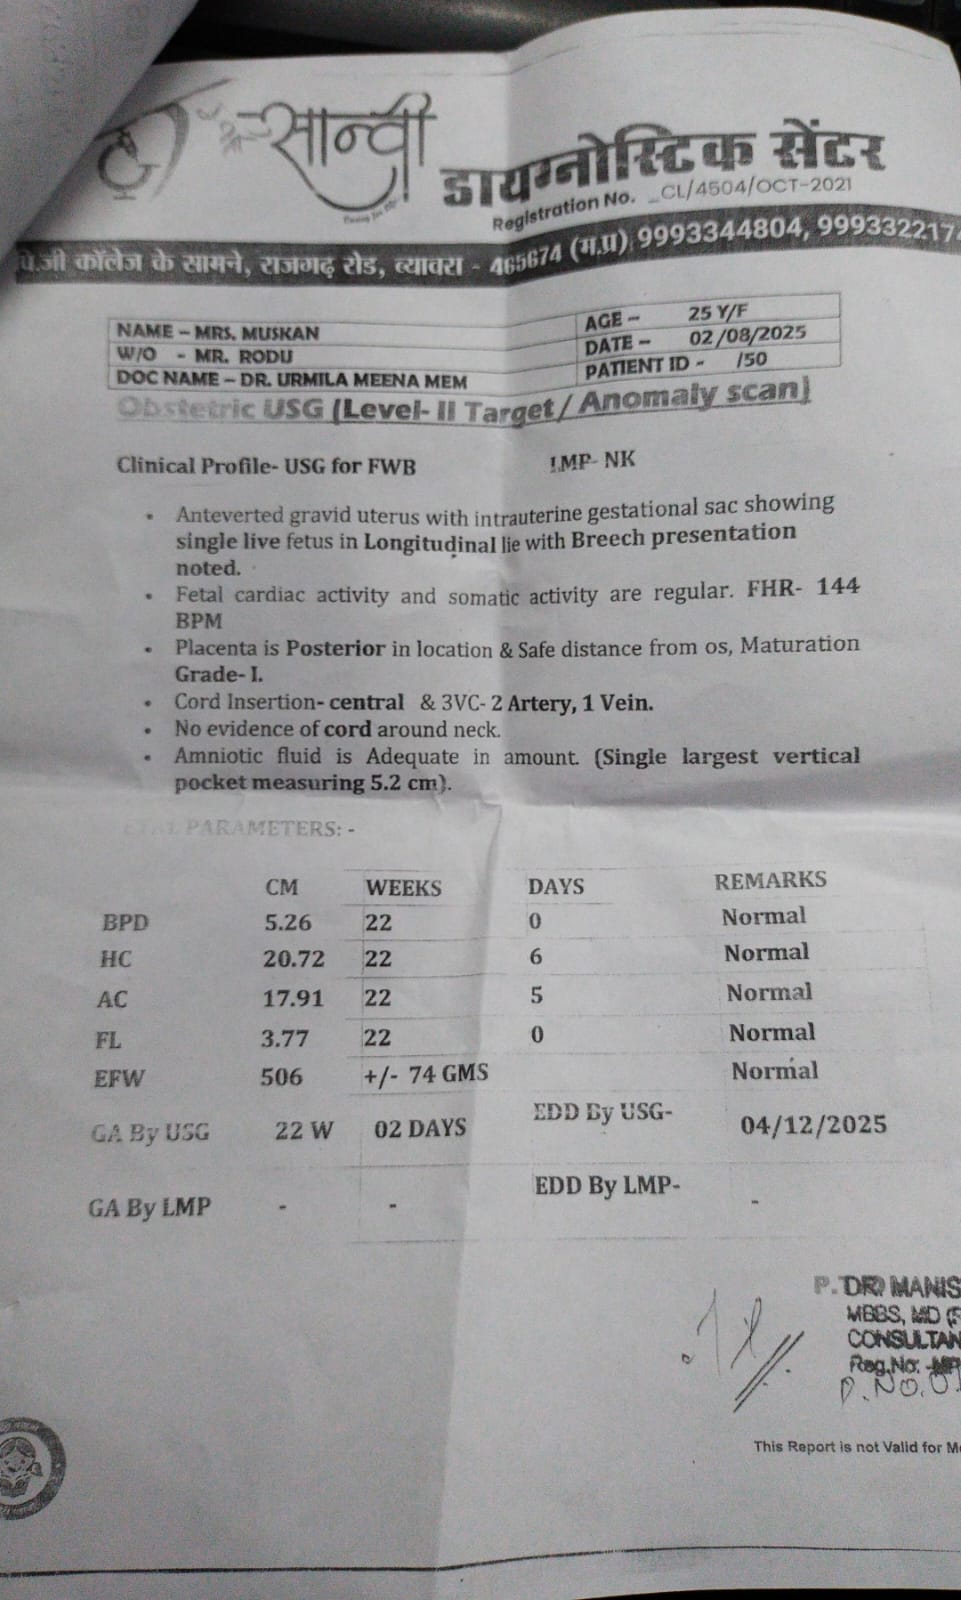 सान्वी
डायग्नोस्टिक सेंटर
Registration No. CL/4504/OCT-2021
पी.जी कॉलेज के सामने, राजगढ़ रोड, ब्यावरा - 465674 (म.प्र), 9993344804, 999332217
NAME – MRS. MUSKAN AGE – 25 Y/F
W/O - MR. RODU DATE – 02/08/2025
DOC NAME – DR. URMILA MEENA MEM PATIENT ID - /50
Obstetric USG (Level- II Target/ Anomaly scan)
Clinical Profile- USG for FWB LMP- NK
• Anteverted gravid uterus with intrauterine gestational sac showing
single live fetus in Longitudinal lie with Breech presentation
noted.
• Fetal cardiac activity and somatic activity are regular. FHR- 144
BPM
• Placenta is Posterior in location & Safe distance from os, Maturation
Grade- I.
• Cord Insertion- central & 3VC- 2 Artery, 1 Vein.
• No evidence of cord around neck.
• Amniotic fluid is Adequate in amount. (Single largest vertical
pocket measuring 5.2 cm).
ETAL PARAMETERS: -
CM WEEKS DAYS REMARKS
BPD 5.26 22 0 Normal
HC 20.72 22 6 Normal
AC 17.91 22 5 Normal
FL 3.77 22 0 Normal
EFW 506 +/- 74 GMS Normal
GA By USG 22 W 02 DAYS EDD By USG- 04/12/2025
GA By LMP - - EDD By LMP- -
DR MANIS
MBBS, MD
CONSULTAN
Reg.No.
This Report is not Valid for Me